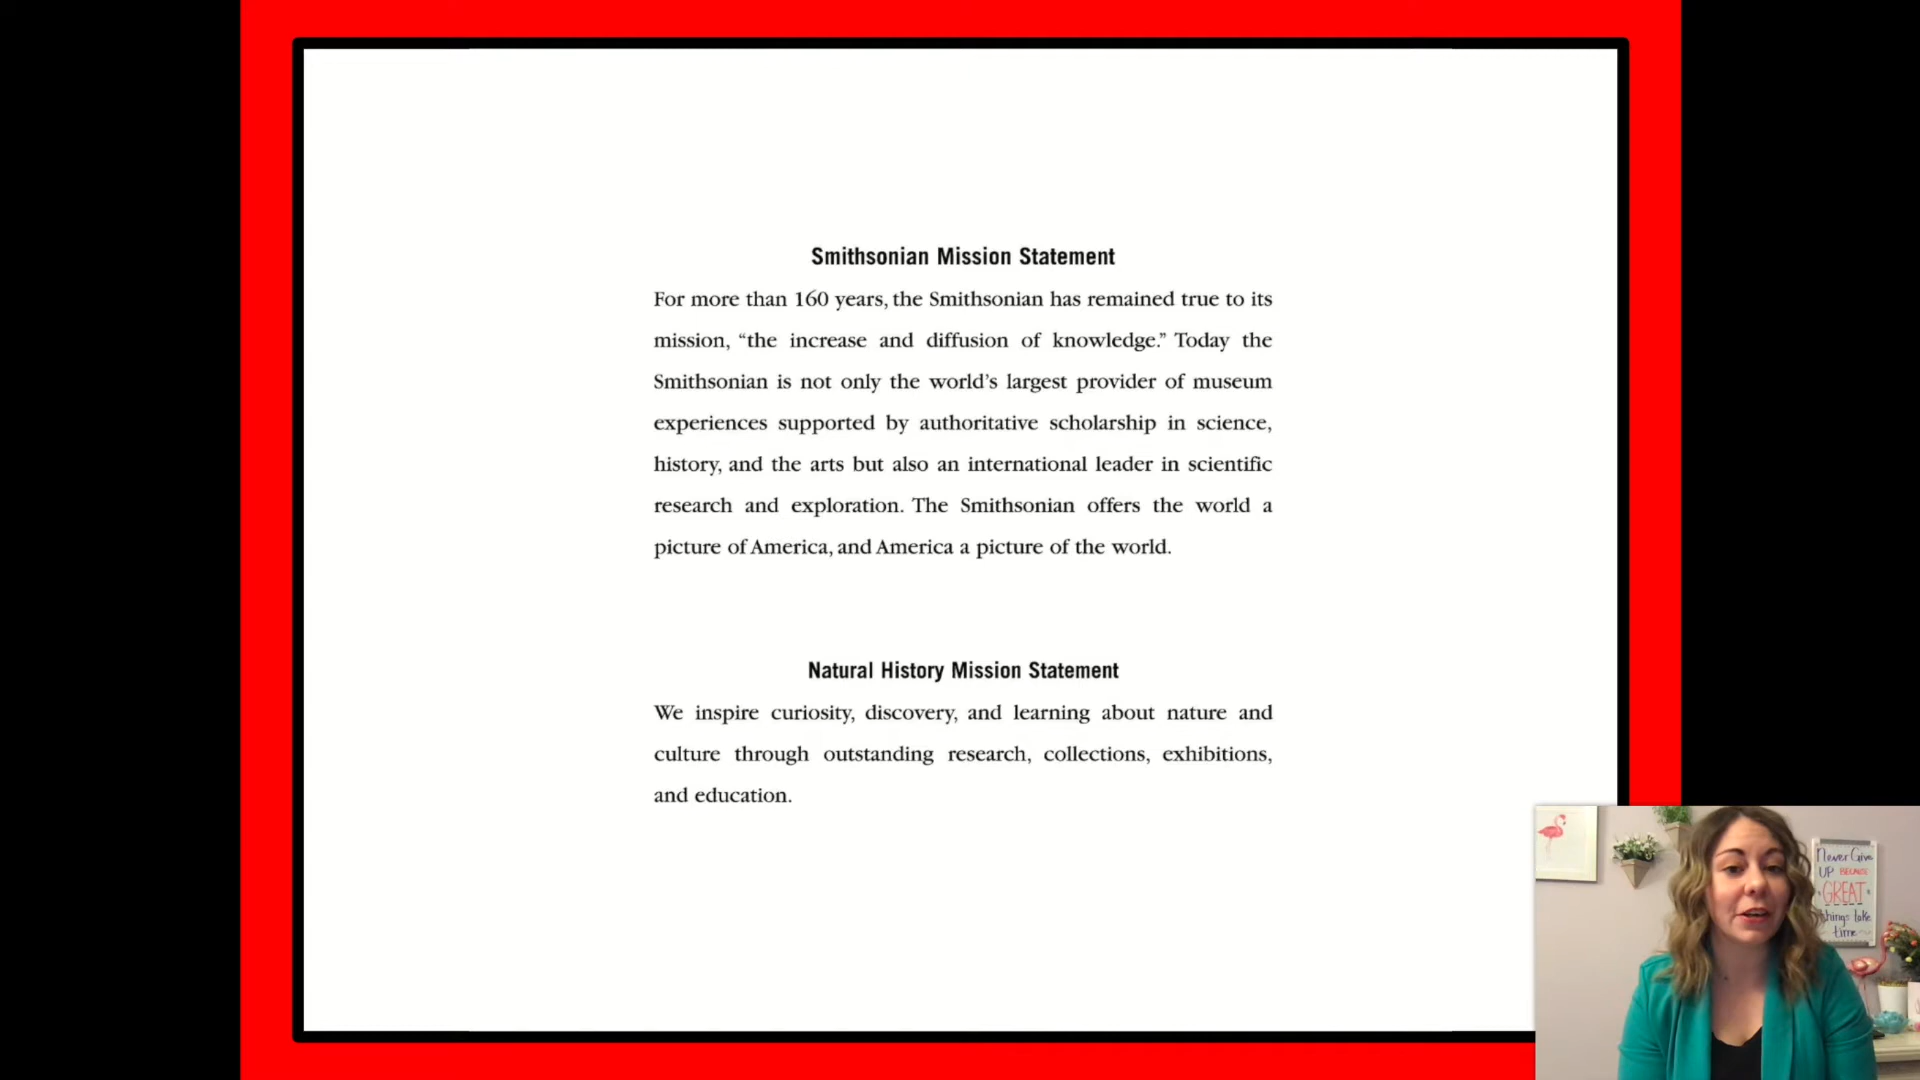 Smithsonian Mission Statement
For more than 160 years, the Smithsonian has remained true to its
mission, “the increase and diffusion of knowledge.” Today the
Smithsonian is not only the world’s largest provider of museum
experiences supported by authoritative scholarship in science,
history, and the arts but also an international leader in scientific
research and exploration. The Smithsonian offers the world a
picture of America, and America a picture of the world.
Natural History Mission Statement
We inspire curiosity, discovery, and learning about nature and
culture through outstanding research, collections, exhibitions,
and education.
Never Give
UP BECAUSE
GREAT
things take
time